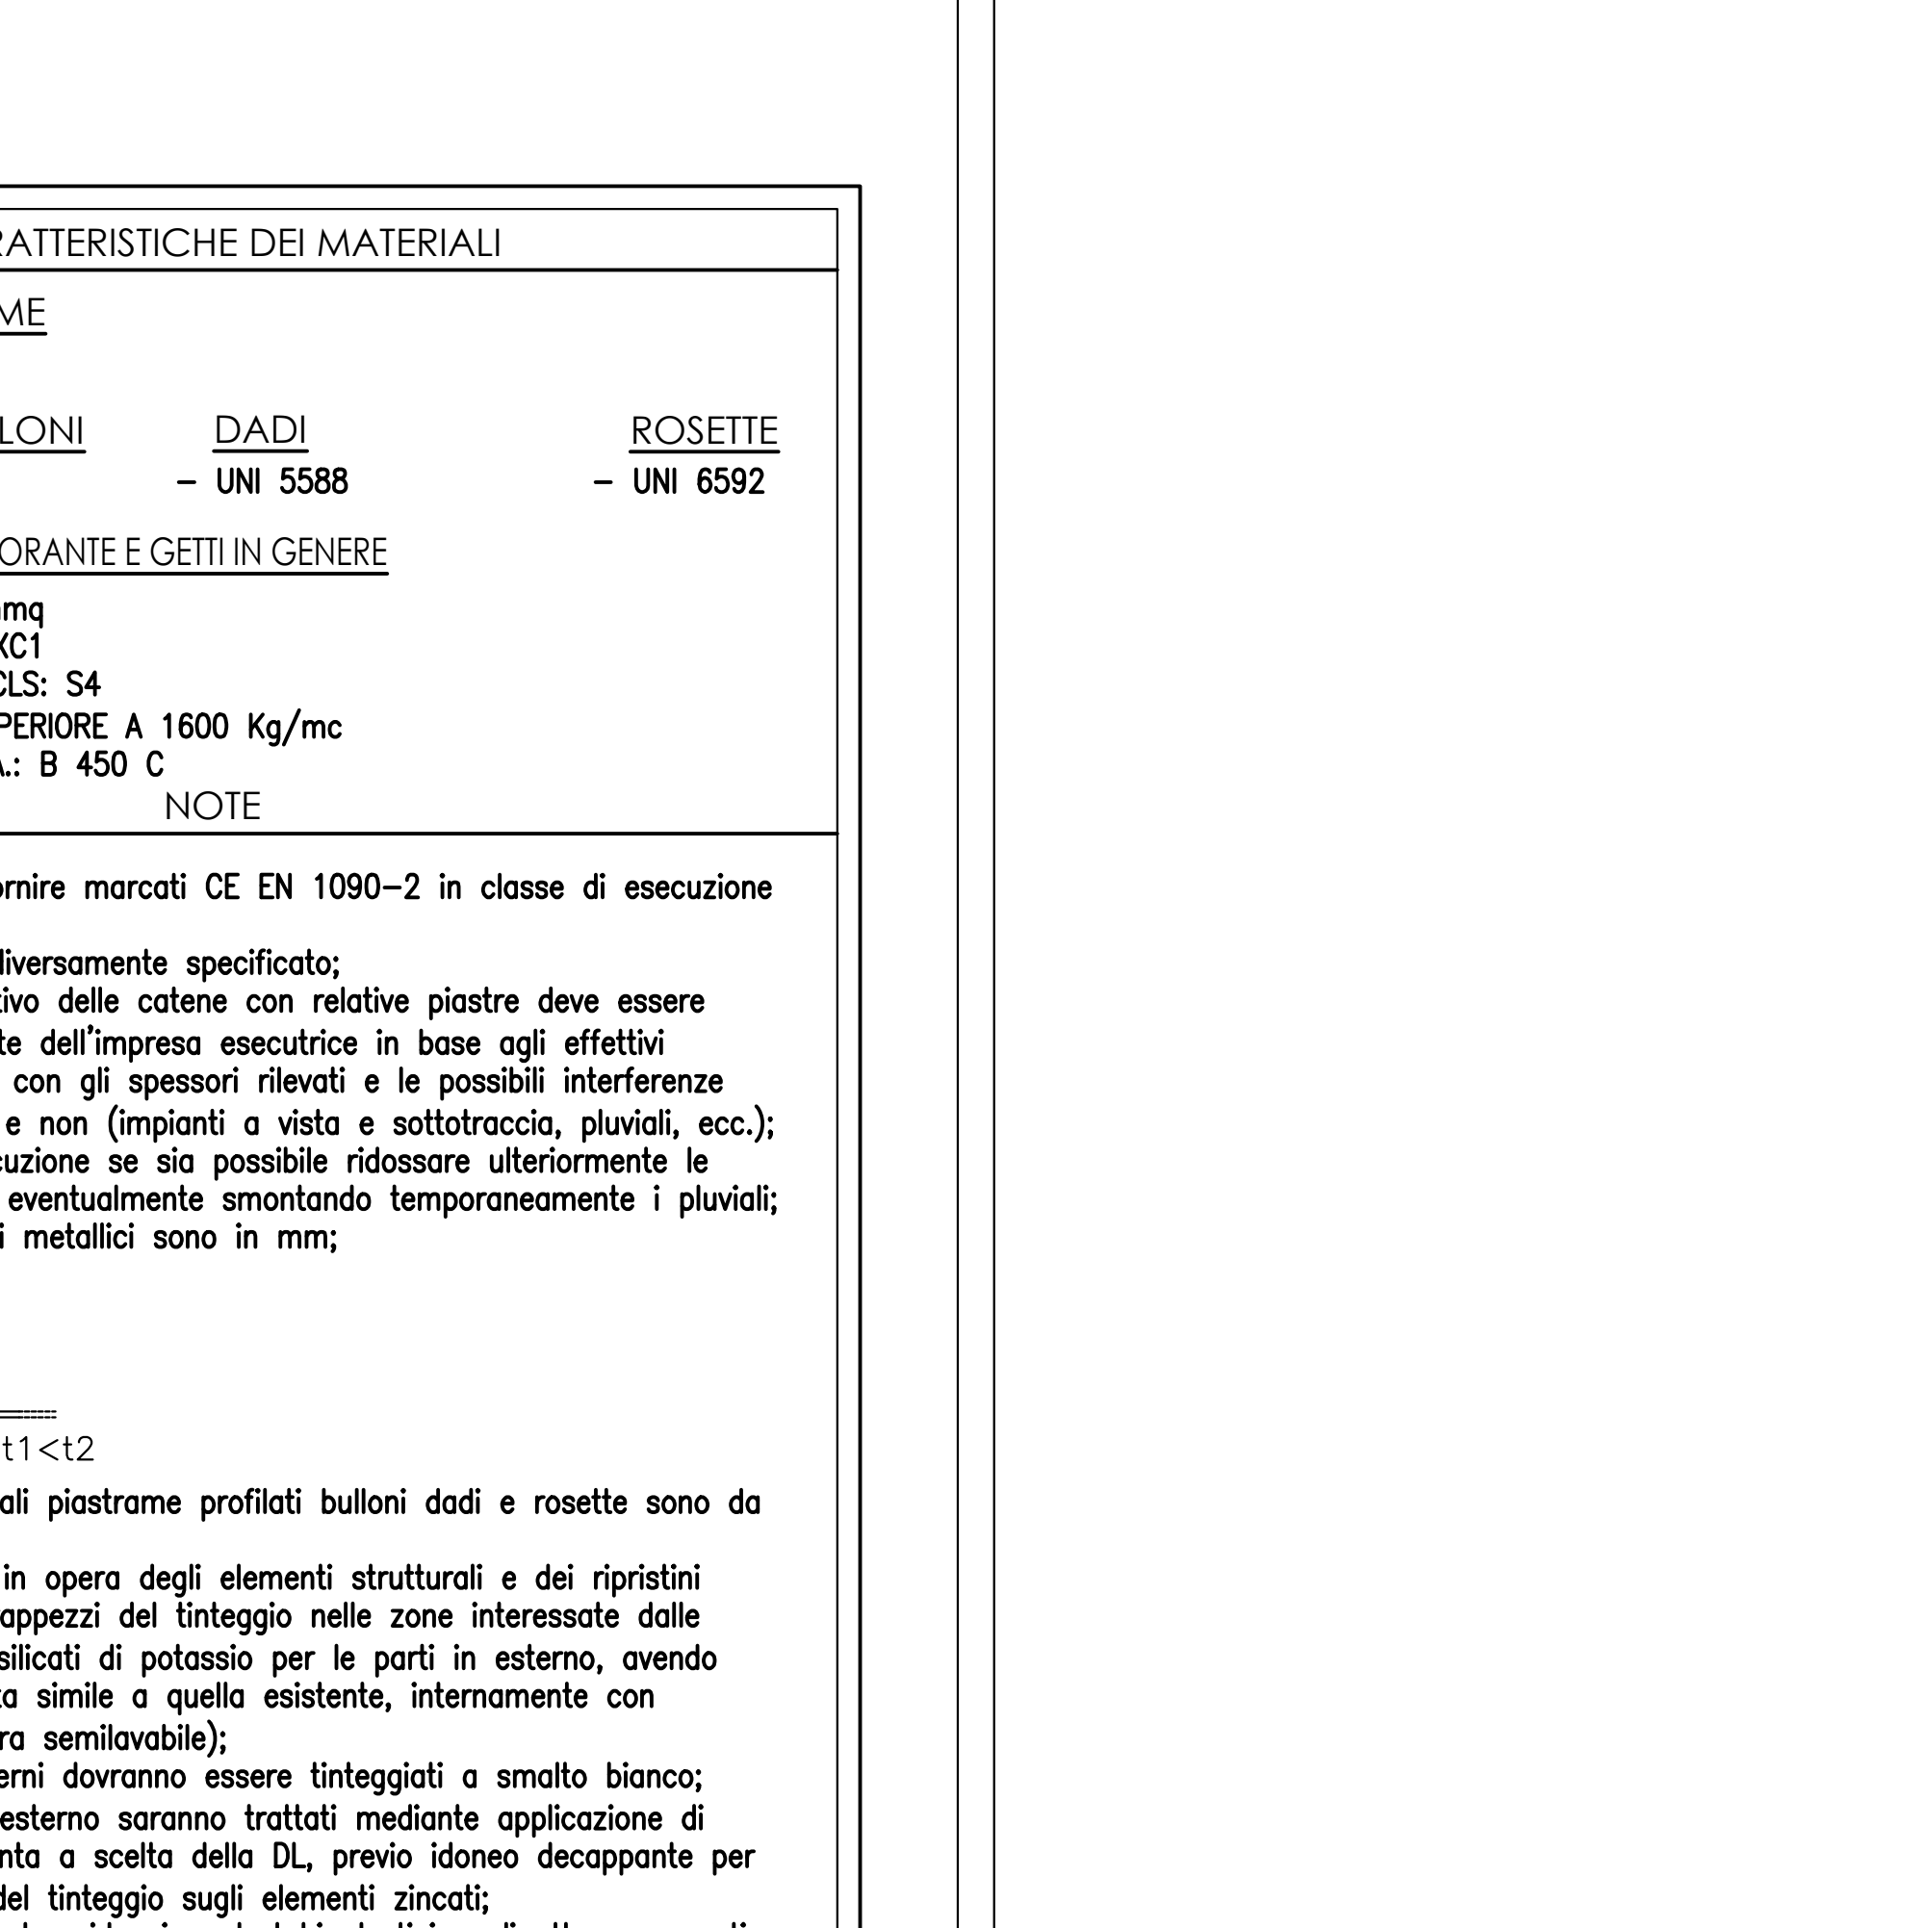 RATTERISTICHE DEI MATERIALI
ME
LONI DADI ROSETTE
- UNI 5588 - UNI 6592
ORANTE E GETTI IN GENERE
mq
XC1
CLS: S4
PERIORE A 1600 Kg/mc
A.: B 450 C
NOTE
ornire marcati CE EN 1090-2 in classe di esecuzione
diversamente specificato;
tivo delle catene con relative piastre deve essere
te dell'impresa esecutrice in base agli effettivi
con gli spessori rilevati e le possibili interferenze
e non (impianti a vista e sottotraccia, pluviali, ecc.);
cuzione se sia possibile ridossare ulteriormente le
eventualmente smontando temporaneamente i pluviali;
i metallici sono in mm;
t1<t2
ali piastrame profilati bulloni dadi e rosette sono da
in opera degli elementi strutturali e dei ripristini
rappezzi del tinteggio nelle zone interessate dalle
silicati di potassio per le parti in esterno, avendo
ta simile a quella esistente, internamente con
ra semilavabile);
erni dovranno essere tinteggiati a smalto bianco;
esterno saranno trattati mediante applicazione di
nta a scelta della DL, previo idoneo decappante per
del tinteggio sugli elementi zincati;